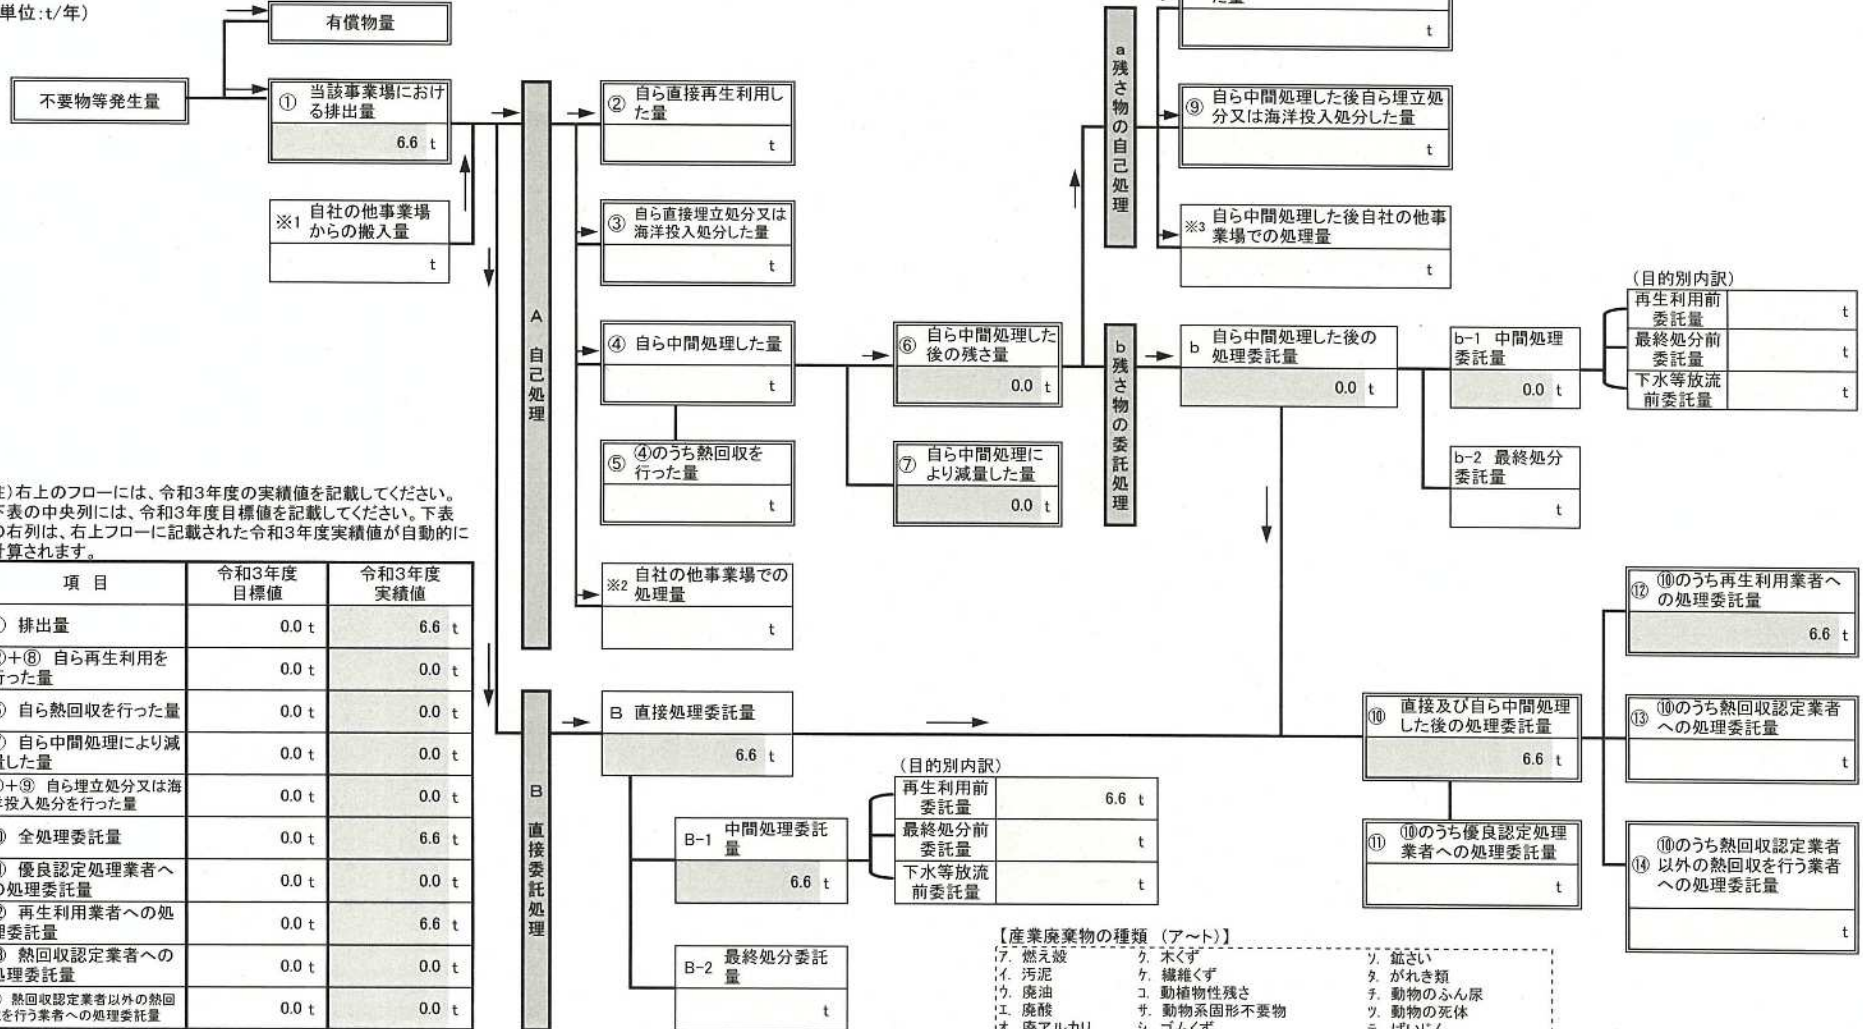 単位:t/年)
有償物量
不要物等発生量
① 当該事業場におけ
る排出量
6.6 t
※1 自社の他事業場
からの搬入量
t
A 自己処理
② 自ら直接再生利用し
た量
t
③ 自ら直接埋立処分又は
海洋投入処分した量
t
④ 自ら中間処理した量
t
⑤ ④のうち熱回収を
行った量
t
※2 自社の他事業場での
処理量
t
⑥ 自ら中間処理した
後の残さ量
0.0 t
⑦ 自ら中間処理に
より減量した量
0.0 t
a 残さ物の自己処理
t
⑨ 自ら中間処理した後自ら埋立処
分又は海洋投入処分した量
t
※3 自ら中間処理した後自社の他事
業場での処理量
t
b 残さ物の委託処理
b 自ら中間処理した後の
処理委託量
0.0 t
b-1 中間処理
委託量
0.0 t
(目的別内訳)
再生利用前
委託量
t
最終処分前
委託量
t
下水等放流
前委託量
t
b-2 最終処分
委託量
t
)右上のフローには、令和3年度の実績値を記載してください。
下表の中央列には、令和3年度目標値を記載してください。下表
の右列は、右上フローに記載された令和3年度実績値が自動的に
計算されます。
項 目
令和3年度
目標値
令和3年度
実績値
排出量
0.0 t
6.6 t
+⑧ 自ら再生利用を
行った量
0.0 t
0.0 t
自ら熱回収を行った量
0.0 t
0.0 t
自ら中間処理により減
量した量
0.0 t
0.0 t
+⑨ 自ら埋立処分又は海
洋投入処分を行った量
0.0 t
0.0 t
全処理委託量
0.0 t
6.6 t
優良認定処理業者へ
の処理委託量
0.0 t
0.0 t
再生利用業者への処
理委託量
0.0 t
6.6 t
熱回収認定業者への
処理委託量
0.0 t
0.0 t
熱回収認定業者以外の熱回
収を行う業者への処理委託量
0.0 t
0.0 t
B 直接委託処理
B 直接処理委託量
6.6 t
B-1 中間処理委託
量
6.6 t
(目的別内訳)
再生利用前
委託量
6.6 t
最終処分前
委託量
t
下水等放流
前委託量
t
B-2 最終処分委託
量
t
⑩ 直接及び自ら中間処理
した後の処理委託量
6.6 t
⑪ ⑩のうち優良認定処理
業者への処理委託量
t
⑫ ⑩のうち再生利用業者へ
の処理委託量
6.6 t
⑬ ⑩のうち熱回収認定業者
への処理委託量
t
⑭ ⑩のうち熱回収認定業者
以外の熱回収を行う業者
への処理委託量
t
【産業廃棄物の種類 (ア～ト)】
ア. 燃え殻 ク. 木くず ソ. 鉱さい
イ. 汚泥 ケ. 繊維くず タ. がれき類
ウ. 廃油 コ. 動植物性残さ チ. 動物のふん尿
エ. 廃酸 サ. 動物系固形不要物 ツ. 動物の死体
オ. 廃アルカリ シ. ゴムくず テ. ばいじん